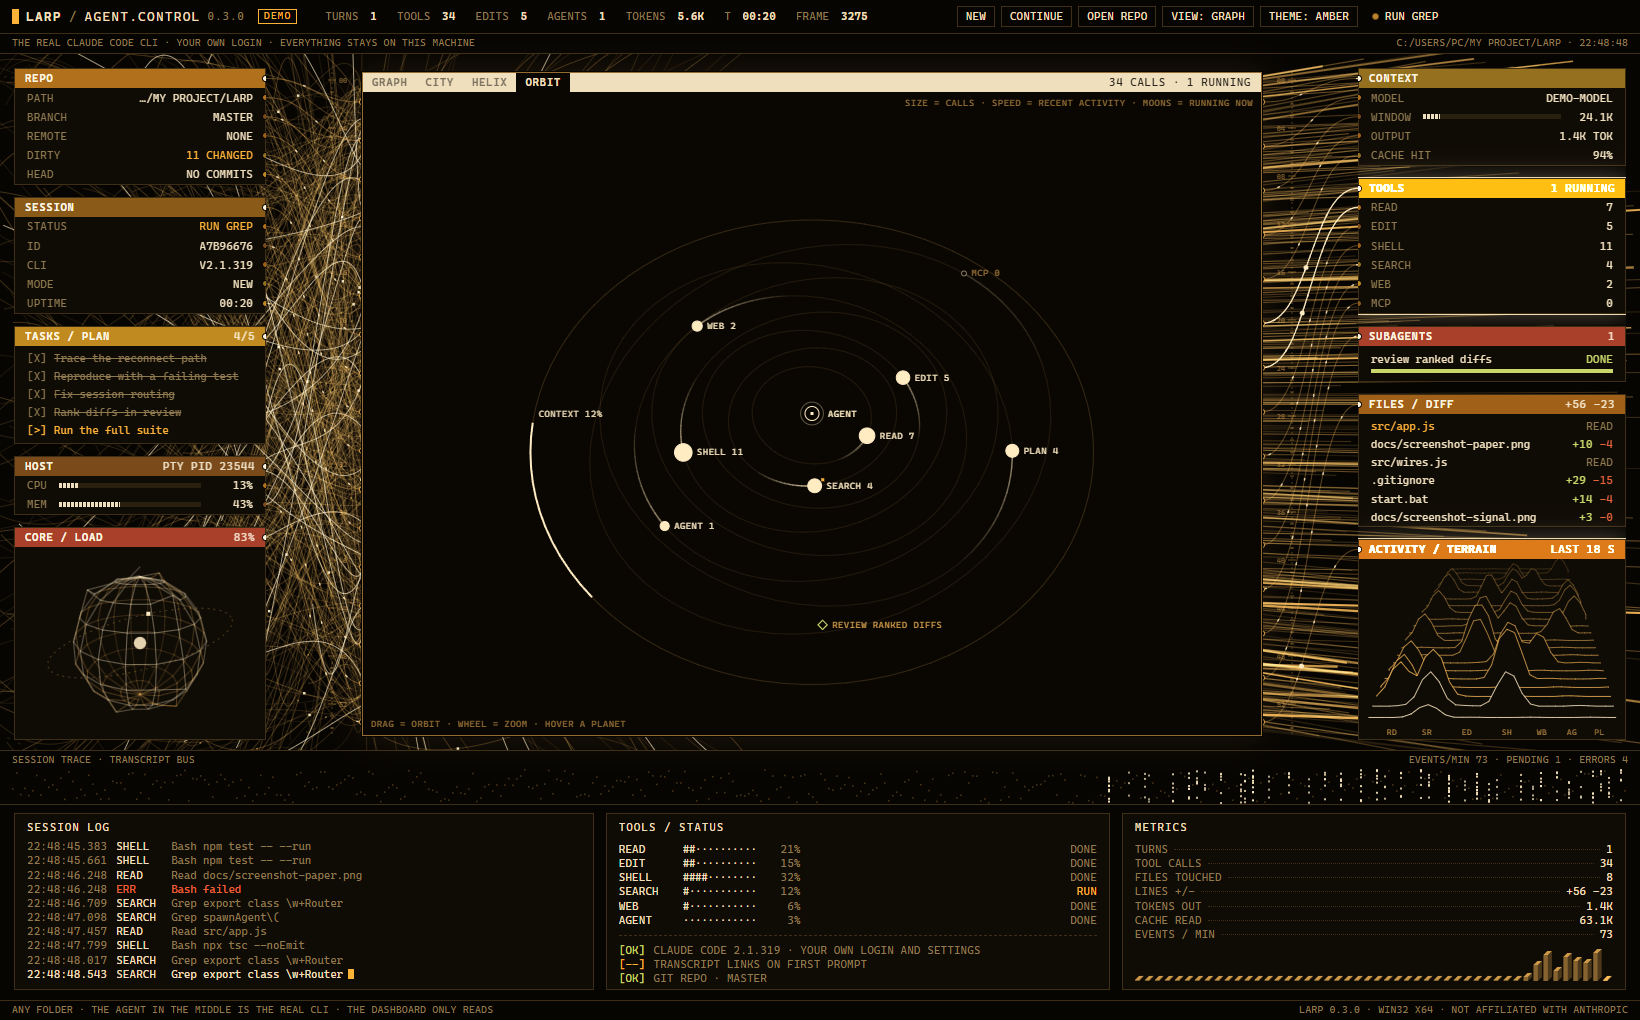 LARP / AGENT.CONTROL 0.3.0 DEMO TURNS 1 TOOLS 34 EDITS 5 AGENTS 1 TOKENS 5.6K T 00:20 FRAME 3275 NEW CONTINUE OPEN REPO VIEW: GRAPH THEME: AMBER RUN GREP
THE REAL CLAUDE CODE CLI · YOUR OWN LOGIN · EVERYTHING STAYS ON THIS MACHINE C:/USERS/PC/MY PROJECT/LARP · 22:48:48
REPO
PATH …/MY PROJECT/LARP
BRANCH MASTER
REMOTE NONE
DIRTY 11 CHANGED
HEAD NO COMMITS
SESSION
STATUS RUN GREP
ID A7B96676
CLI V2.1.319
MODE NEW
UPTIME 00:20
TASKS / PLAN 4/5
[X] Trace the reconnect path
[X] Reproduce with a failing test
[X] Fix session routing
[X] Rank diffs in review
[>] Run the full suite
HOST PTY PID 23544
CPU 13%
MEM 43%
CORE / LOAD 83%
GRAPH CITY HELIX ORBIT 34 CALLS · 1 RUNNING
SIZE = CALLS · SPEED = RECENT ACTIVITY · MOONS = RUNNING NOW
MCP 0
WEB 2
EDIT 5
CONTEXT 12%
AGENT
READ 7
SHELL 11
PLAN 4
SEARCH 4
AGENT 1
REVIEW RANKED DIFFS
DRAG = ORBIT · WHEEL = ZOOM · HOVER A PLANET
CONTEXT
MODEL DEMO-MODEL
WINDOW 24.1K
OUTPUT 1.4K TOK
CACHE HIT 94%
TOOLS 1 RUNNING
READ 7
EDIT 5
SHELL 11
SEARCH 4
WEB 2
MCP 0
SUBAGENTS 1
review ranked diffs DONE
FILES / DIFF +56 −23
src/app.js READ
docs/screenshot-paper.png +10 −4
src/wires.js READ
.gitignore +29 −15
start.bat +14 −4
docs/screenshot-signal.png +3 −0
ACTIVITY / TERRAIN LAST 18 S
RD SR ED SH WB AG PL
SESSION TRACE · TRANSCRIPT BUS EVENTS/MIN 73 · PENDING 1 · ERRORS 4
SESSION LOG
22:48:45.383 SHELL Bash npm test -- --run
22:48:45.661 SHELL Bash npm test -- --run
22:48:46.248 READ Read docs/screenshot-paper.png
22:48:46.248 ERR Bash failed
22:48:46.709 SEARCH Grep export class \w+Router
22:48:47.098 SEARCH Grep spawnAgent\(
22:48:47.457 READ Read src/app.js
22:48:47.799 SHELL Bash npx tsc --noEmit
22:48:48.017 SEARCH Grep export class \w+Router
22:48:48.543 SEARCH Grep export class \w+Router
TOOLS / STATUS
READ ##·········· 21% DONE
EDIT ##·········· 15% DONE
SHELL ####········ 32% DONE
SEARCH #··········· 12% RUN
WEB #··········· 6% DONE
AGENT ············ 3% DONE
[OK] CLAUDE CODE 2.1.319 · YOUR OWN LOGIN AND SETTINGS
[--] TRANSCRIPT LINKS ON FIRST PROMPT
[OK] GIT REPO · MASTER
METRICS
TURNS 1
TOOL CALLS 34
FILES TOUCHED 8
LINES +/− +56 −23
TOKENS OUT 1.4K
CACHE READ 63.1K
EVENTS / MIN 73
ANY FOLDER · THE AGENT IN THE MIDDLE IS THE REAL CLI · THE DASHBOARD ONLY READS LARP 0.3.0 · WIN32 X64 · NOT AFFILIATED WITH ANTHROPIC